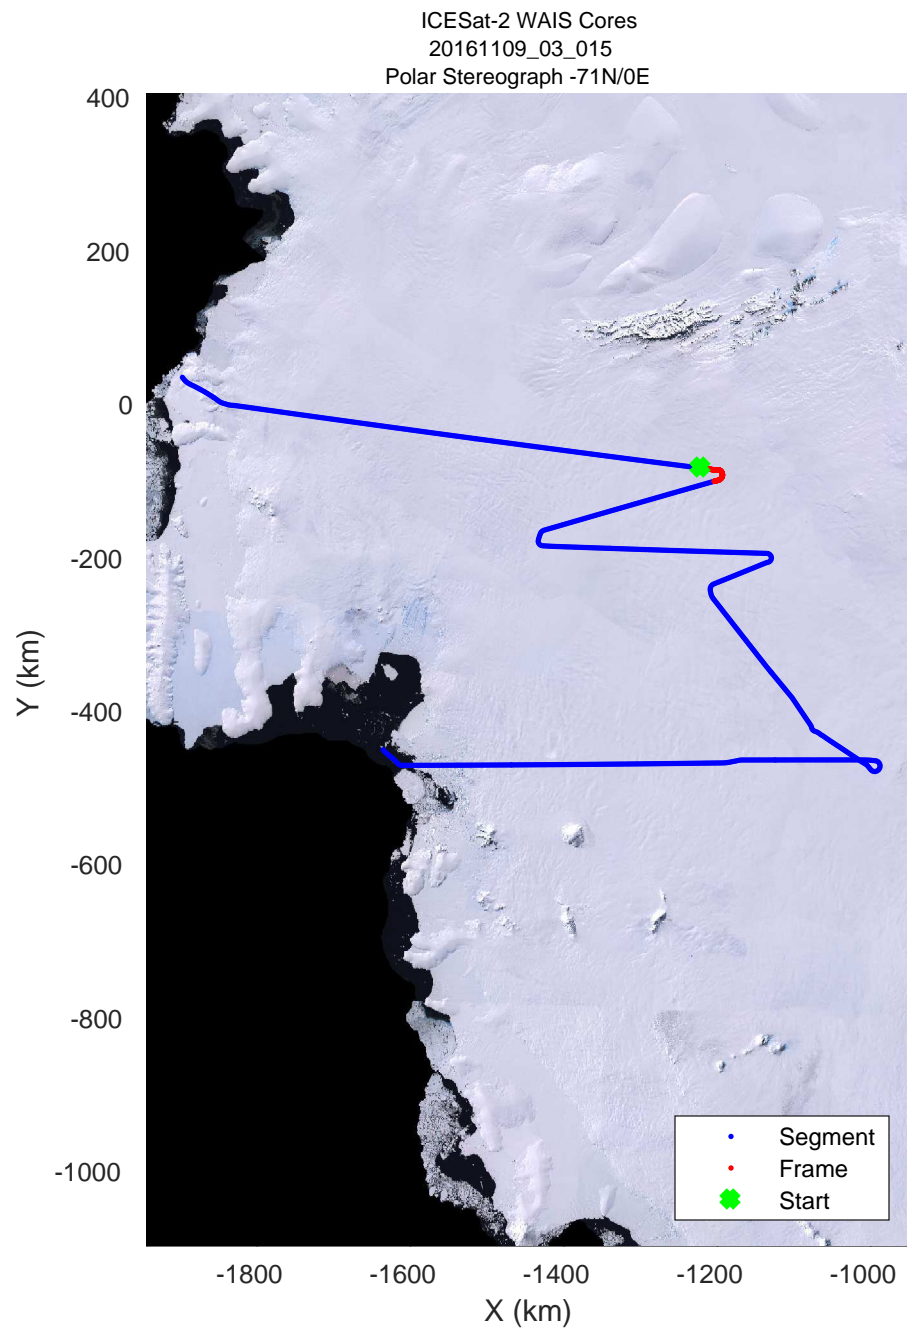 ICESat-2 WAIS Cores
20161109_03_015
Polar Stereograph -71N/0E
400
200
0
-200
-400
-600
-800
-1000
Y (km)
Segment
Frame
Start
-1800
-1600
-1400
-1200
-1000
X (km)